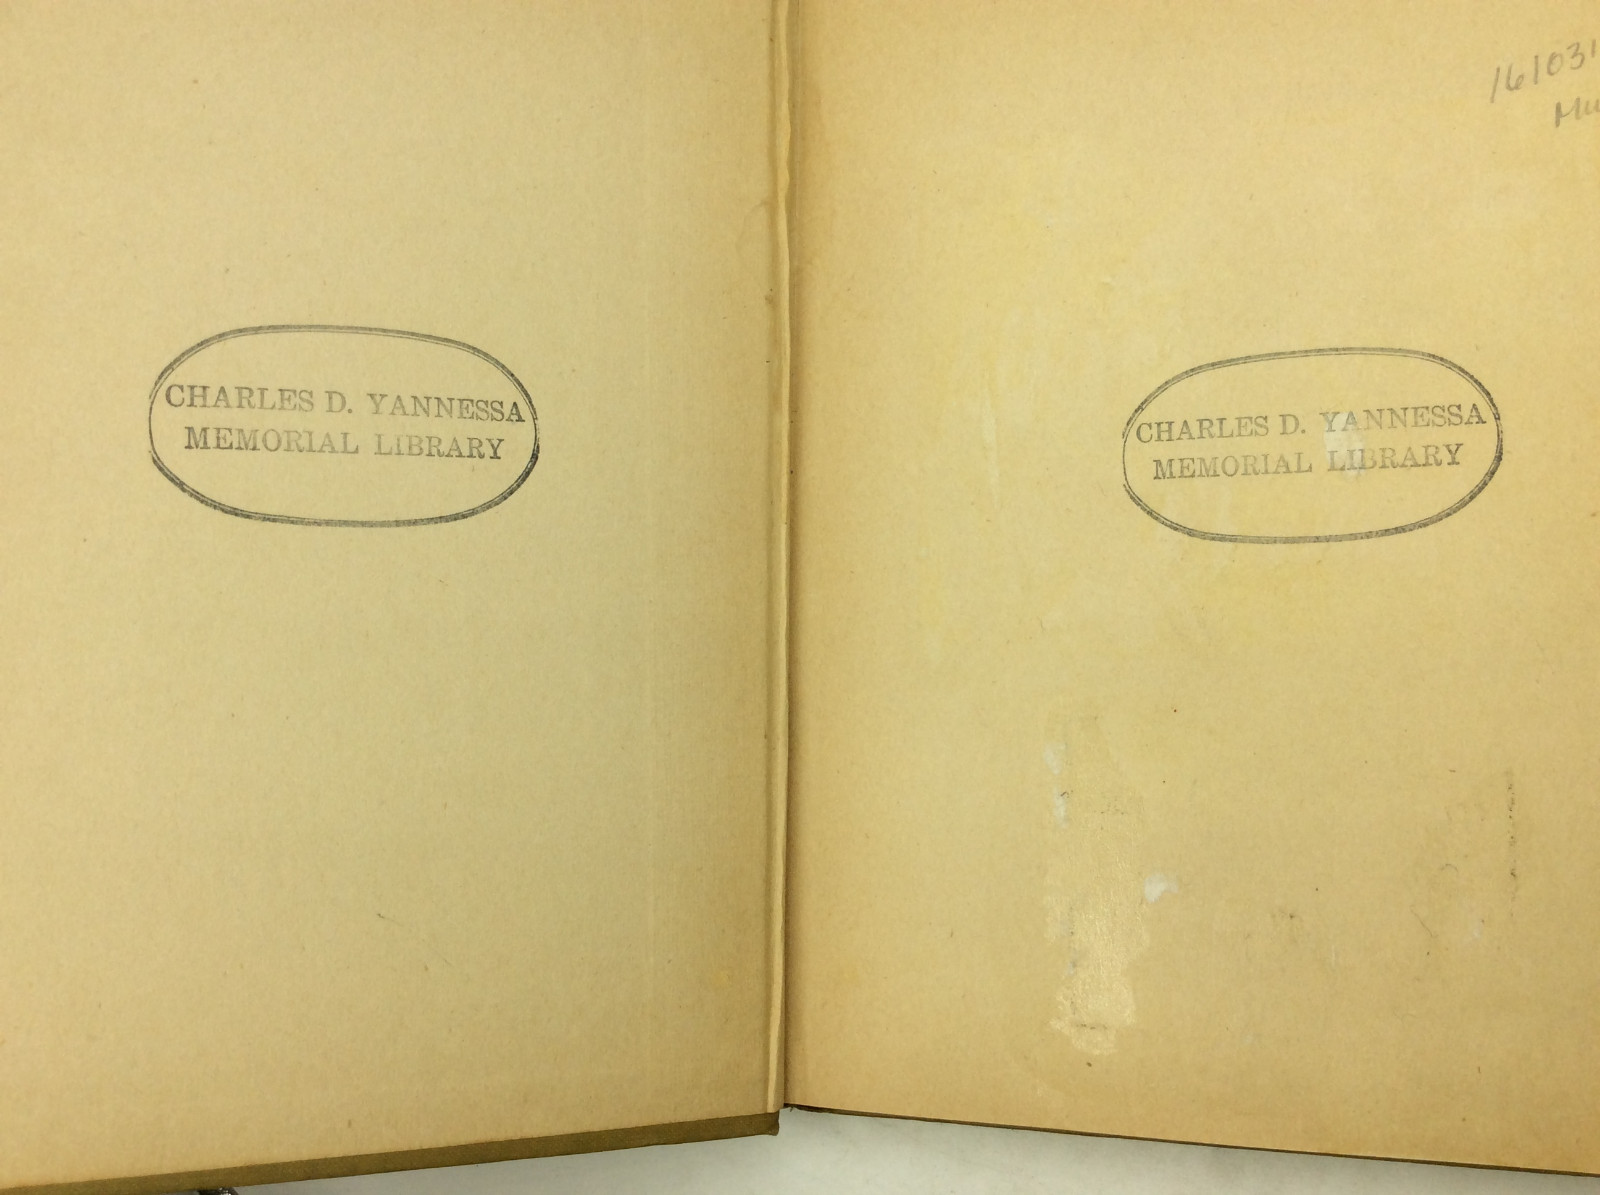 CHARLES D. YANNESSA
MEMORIAL LIBRARY
161031
CHARLES D. YANNESSA
MEMORIAL LIBRARY